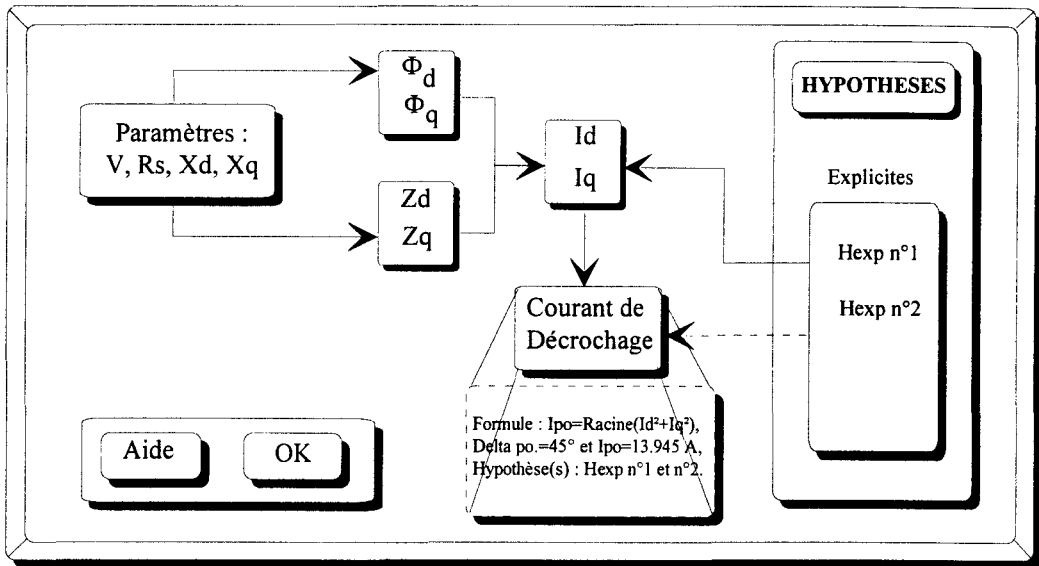 Paramètres :
V, Rs, Xd, Xq
Φd
Φq
Zd
Zq
Id
Iq
Courant de
Décrochage
Formule : Ipo=Racine(Id²+Iq²),
Delta po.=45° et Ipo=13.945 A,
Hypothèse(s) : Hexp n°1 et n°2.
HYPOTHESES
Explicites
Hexp n°1
Hexp n°2
Aide
OK